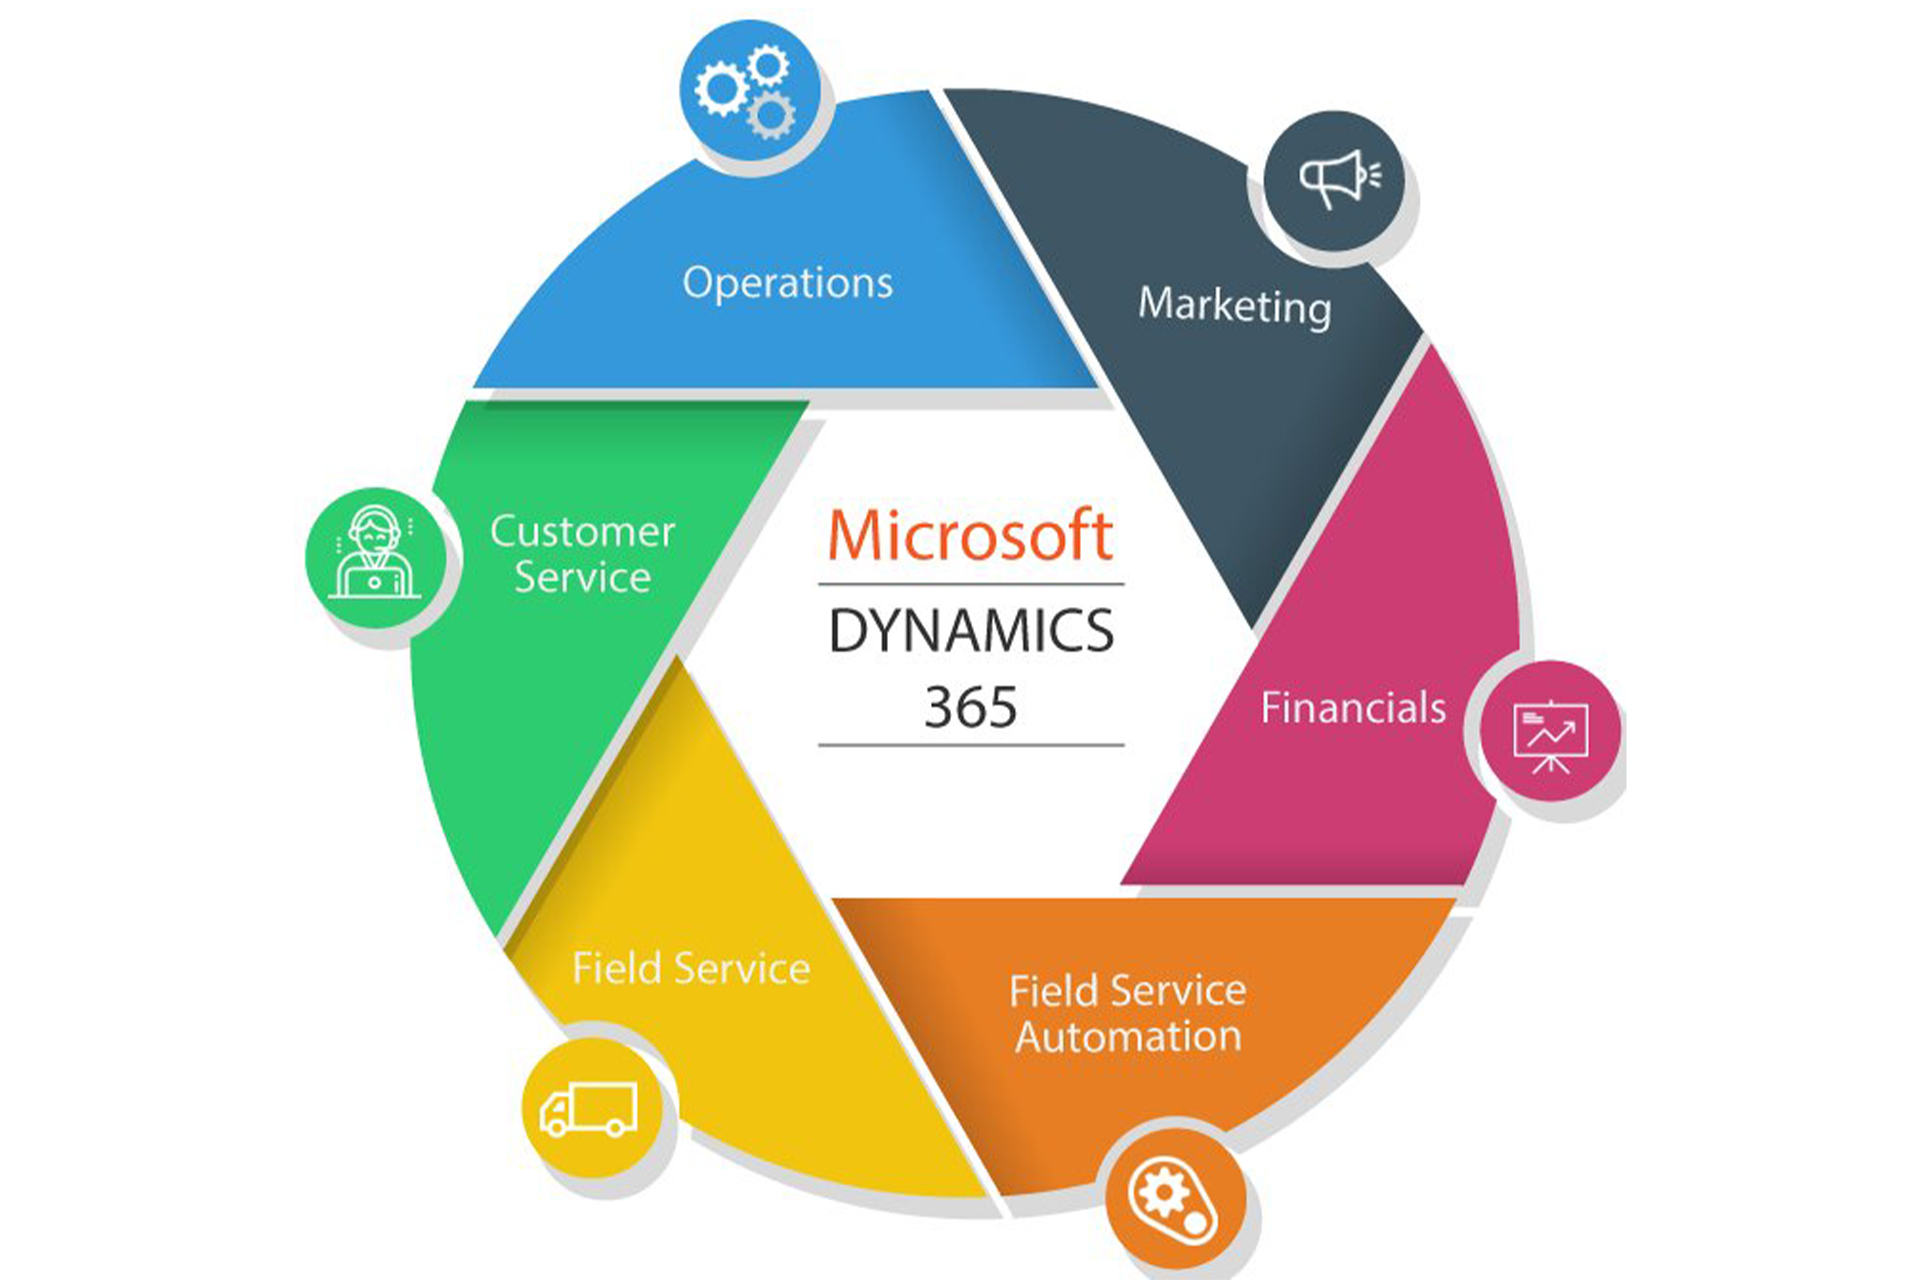 Operations
Marketing
Customer
Service
Microsoft
DYNAMICS
365
Financials
Field Service
Field Service
Automation